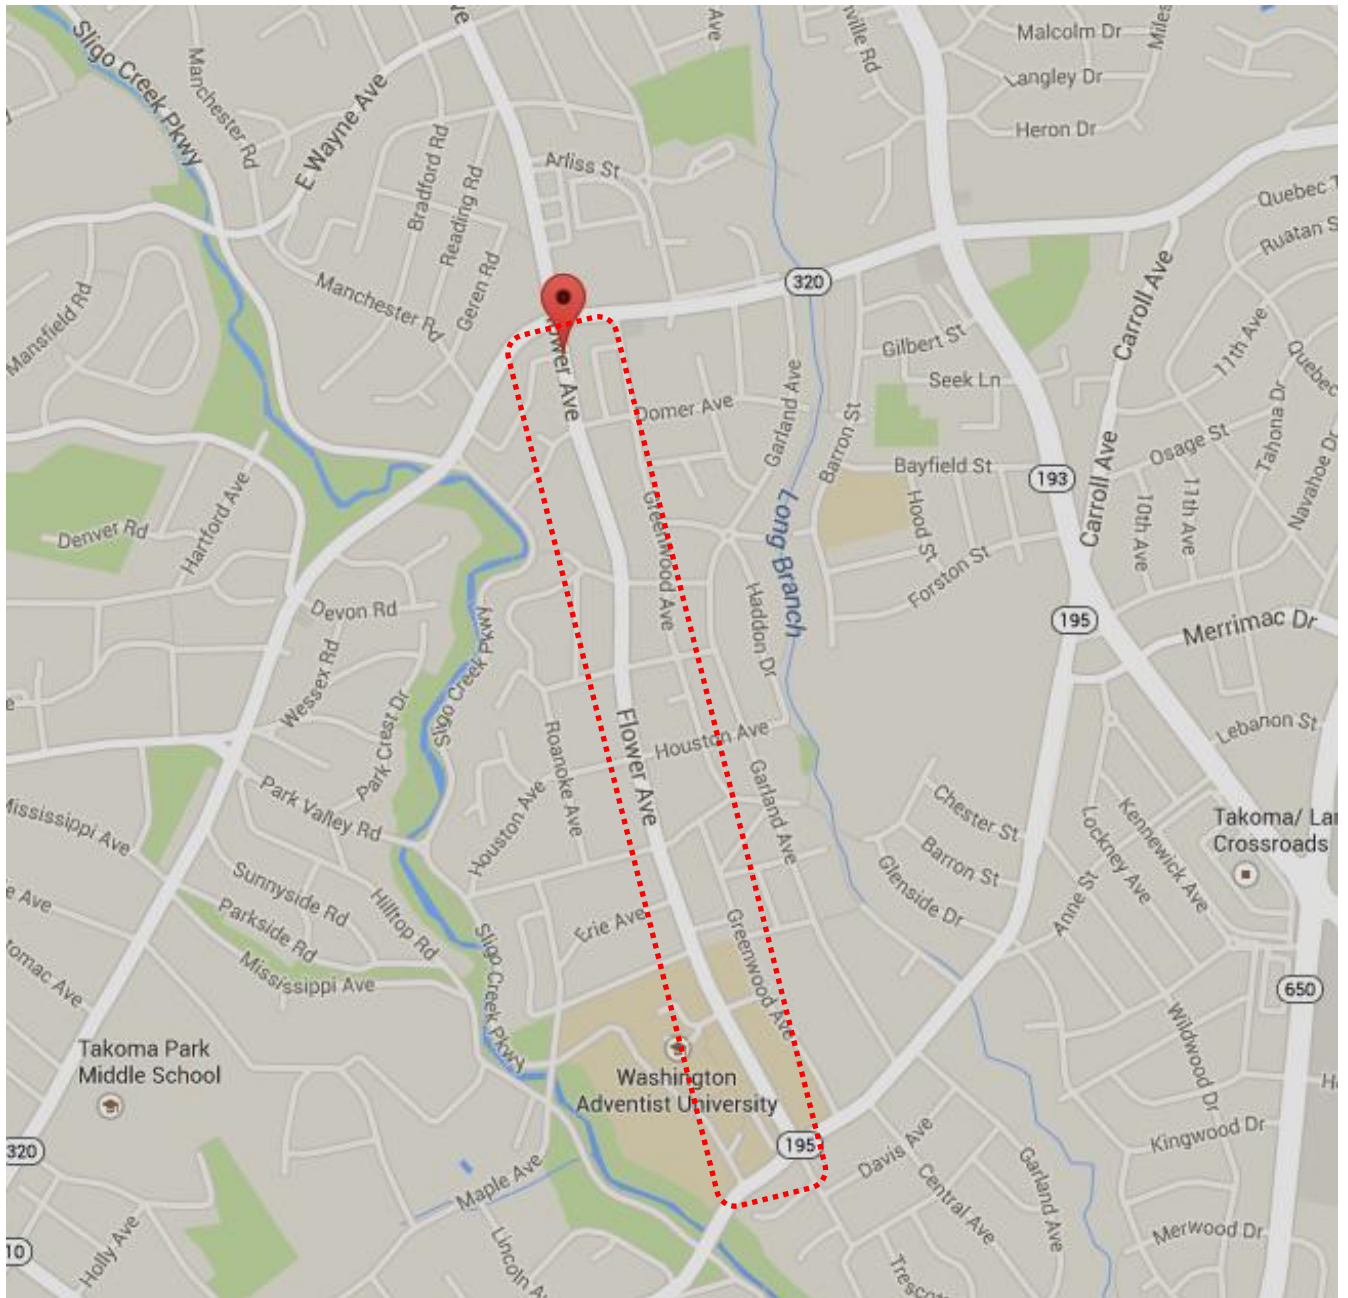 Sligo Creek Pkwy
Manchester Rd
E Wayne Ave
Ave
Malcolm Dr
Langley Dr
Heron Dr
Arliss St
Bradford Rd
Reading Rd
Geren Rd
Manchester Rd
Mansfield Rd
320
Ruatan S
Quebec T
Carroll Ave
11th Ave
Quebec
Gilbert St
Seek Ln
ower Ave
Domer Ave
Garland Ave
Barron St
Bayfield St
Hood St
Forston St
193
Carroll Ave
Osage St
Tahona Dr
Navahoe Dr
10th Ave
11th Ave
Denver Rd
Hartford Ave
Greenwood Ave
Long Branch
Haddon Dr
Devon Rd
Wessex Rd
Park Crest Dr
Sligo Creek Pkwy
195
Merrimac Dr
Lebanon St
Roanoke Ave
Flower Ave
Houston Ave
Garland Ave
Houston Ave
Park Valley Rd
Mississippi Ave
Chester St
Barron St
Glenside Dr
Anne St
Lockney Ave
Kennewick Ave
Takoma/ La
Crossroads
Sunnyside Rd
Hilltop Rd
Parkside Rd
Mississippi Ave
e Ave
omac Ave
Erie Ave
Sligo Creek Pkwy
Greenwood Ave
650
Wildwood Dr
Takoma Park
Middle School
Washington
Adventist University
195
Davis Ave
Central Ave
Garland Ave
Kingwood Dr
Merwood Dr
320
Maple Ave
Lincoln A
Holly Ave
10
Tresco